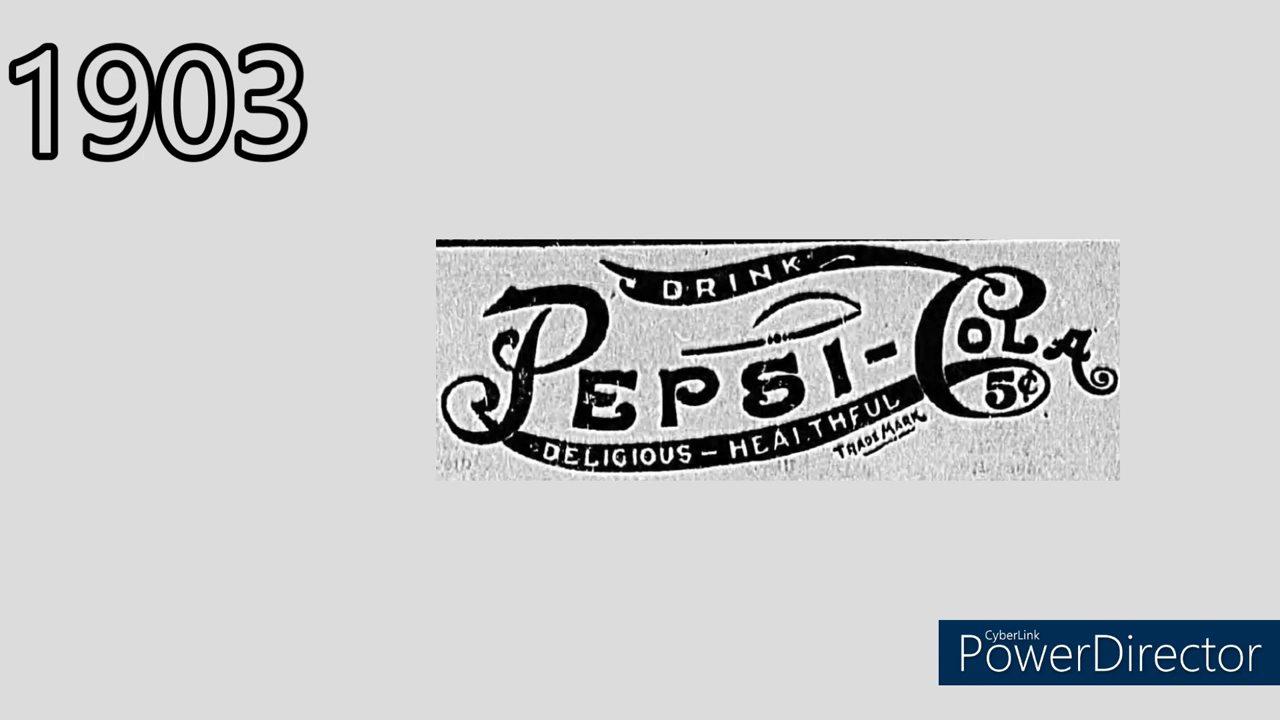 1903
DRINK
PEPSI-COLA
5¢
DELICIOUS – HEALTHFUL
TRADE MARK
CyberLink
PowerDirector